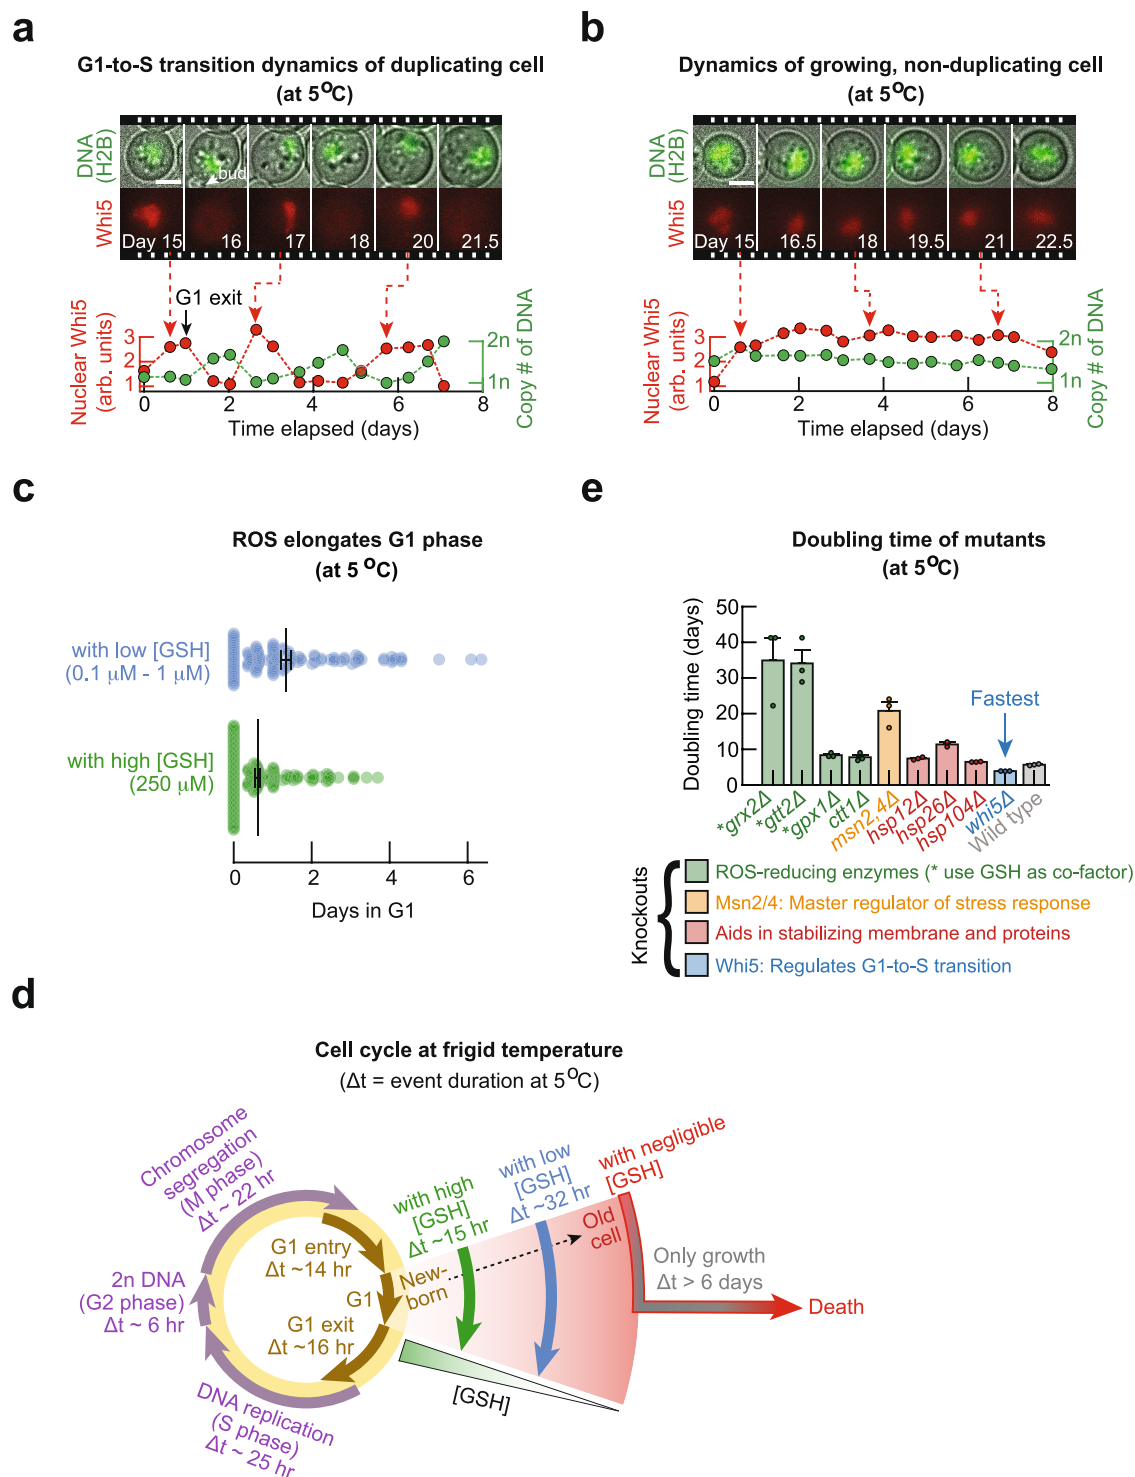 a
G1-to-S transition dynamics of duplicating cell
(at 5°C)
DNA
(H2B)
bud
Whi5
Day 15
16
17
18
20
21.5
G1 exit
Nuclear Whi5
(arb. units)
3
2
1
2n
1n
Copy # of DNA
0
2
4
6
8
Time elapsed (days)
b
Dynamics of growing, non-duplicating cell
(at 5°C)
DNA
(H2B)
Whi5
Day 15
16.5
18
19.5
21
22.5
Nuclear Whi5
(arb. units)
3
2
1
2n
1n
Copy # of DNA
0
2
4
6
8
Time elapsed (days)
c
ROS elongates G1 phase
(at 5 °C)
with low [GSH]
(0.1 μM - 1 μM)
with high [GSH]
(250 μM)
0
2
4
6
Days in G1
e
Doubling time of mutants
(at 5°C)
Doubling time (days)
50
40
30
20
10
0
Fastest
*grx2Δ
*gtt2Δ
*gpx1Δ
ctt1Δ
msn2,4Δ
hsp12Δ
hsp26Δ
hsp104Δ
whi5Δ
Wild type
Knockouts
ROS-reducing enzymes (* use GSH as co-factor)
Msn2/4: Master regulator of stress response
Aids in stabilizing membrane and proteins
Whi5: Regulates G1-to-S transition
d
Cell cycle at frigid temperature
(Δt = event duration at 5°C)
Chromosome
segregation
(M phase)
Δt ~ 22 hr
2n DNA
(G2 phase)
Δt ~ 6 hr
DNA replication
(S phase)
Δt ~ 25 hr
G1 entry
Δt ~14 hr
G1
G1 exit
Δt ~16 hr
New-
born
with high
[GSH]
Δt ~15 hr
with low
[GSH]
Δt ~32 hr
with negligible
[GSH]
Old
cell
Only growth
Δt > 6 days
Death
[GSH]